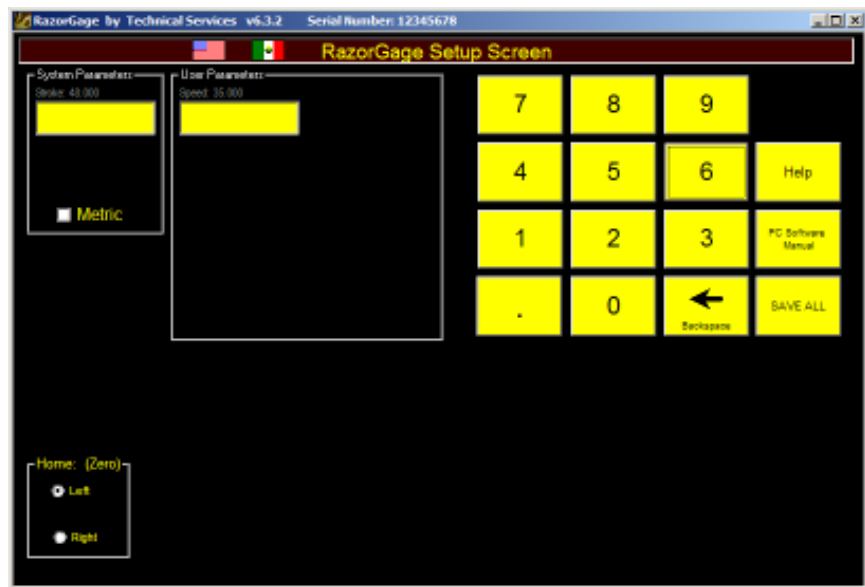 RazorGage by Technical Services v6.3.2 Serial Number: 12345678
RazorGage Setup Screen
System Parameters
Stroke: 48.000
Metric
User Parameters
Speed: 35.000
7 8 9
4 5 6 Help
1 2 3 PC Software Manual
. 0 Backspace SAVE ALL
Home: (Zero)
Left
Right